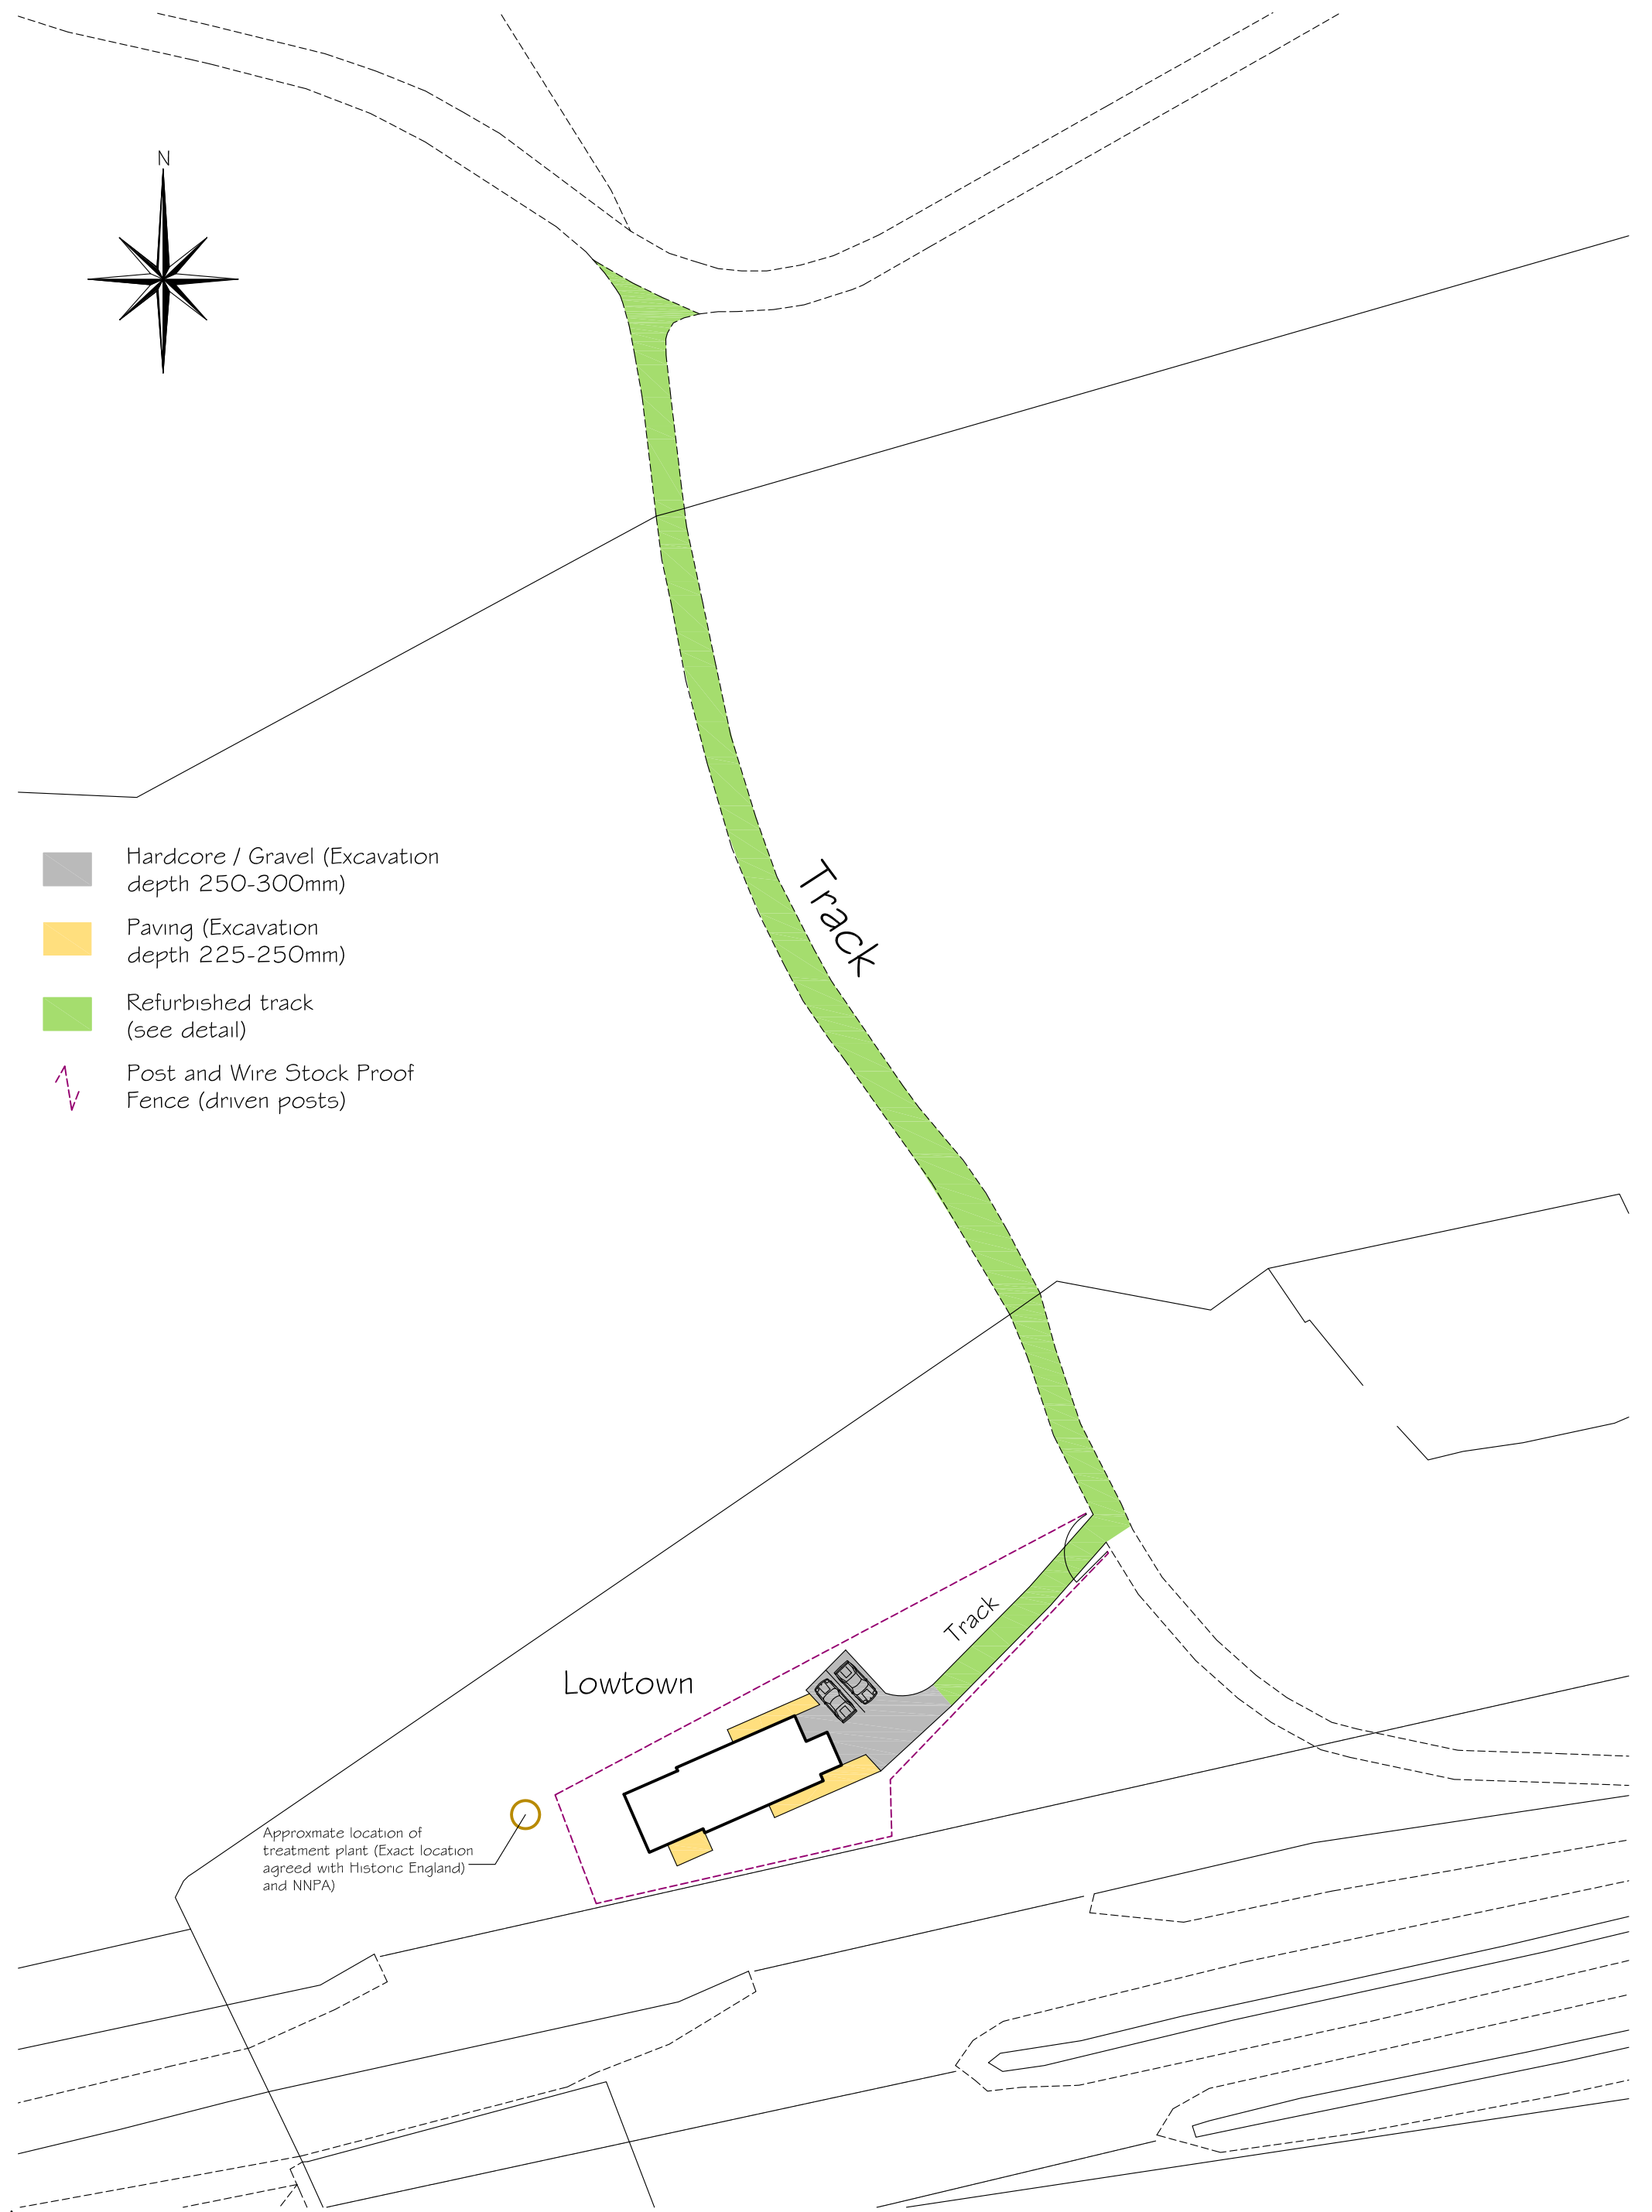 N
Hardcore / Gravel (Excavation
depth 250-300mm)
Paving (Excavation
depth 225-250mm)
Refurbished track
(see detail)
Post and Wire Stock Proof
Fence (driven posts)
Track
Track
Lowtown
Approxmate location of
treatment plant (Exact location
agreed with Historic England)
and NNPA)